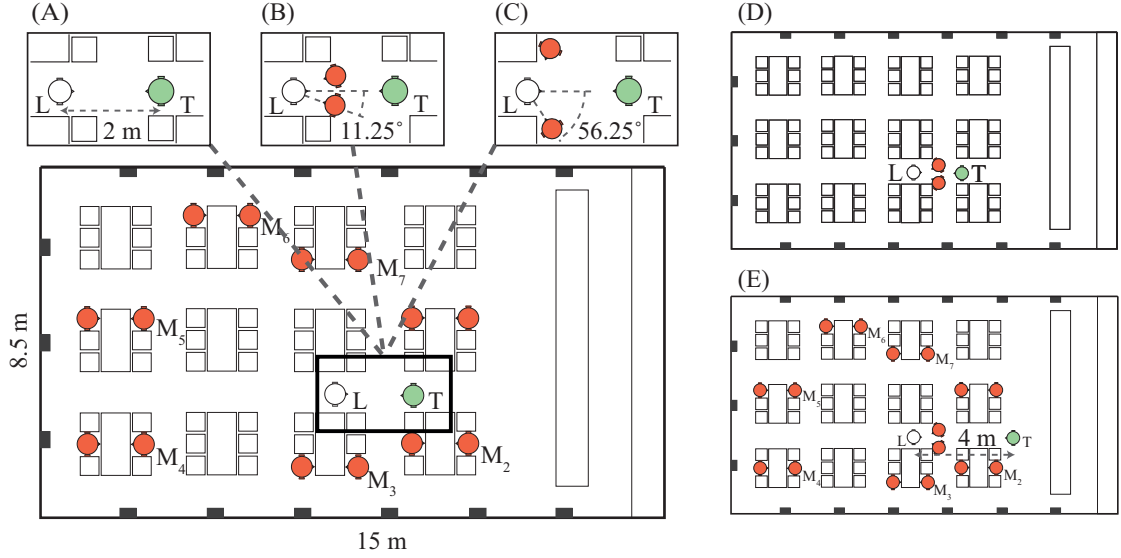 (A) (B) (C) (D)
L T
2 m
L T
11.25°
L T
56.25°
L T
M6
M7
M5
8.5 m
L T
M4
M3
M2
15 m
(E)
M6
M7
M5
L 4 m T
M4
M3
M2